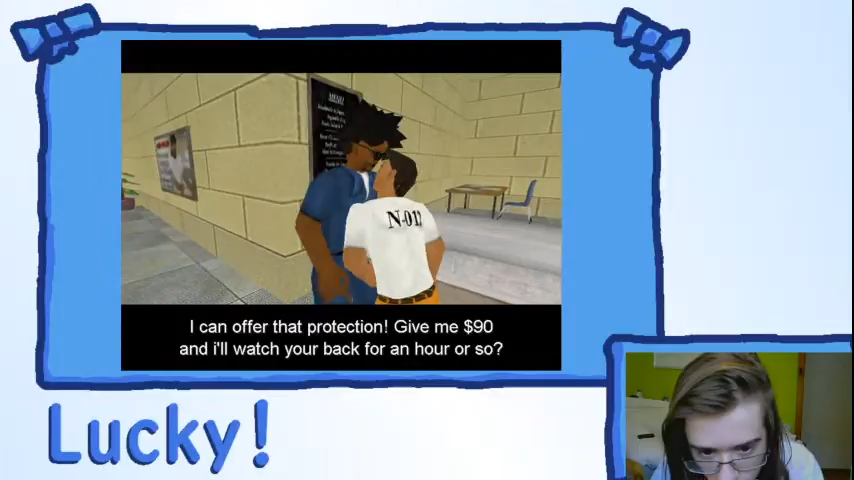 MENU
N-017
I can offer that protection! Give me $90
and i'll watch your back for an hour or so?
Lucky!